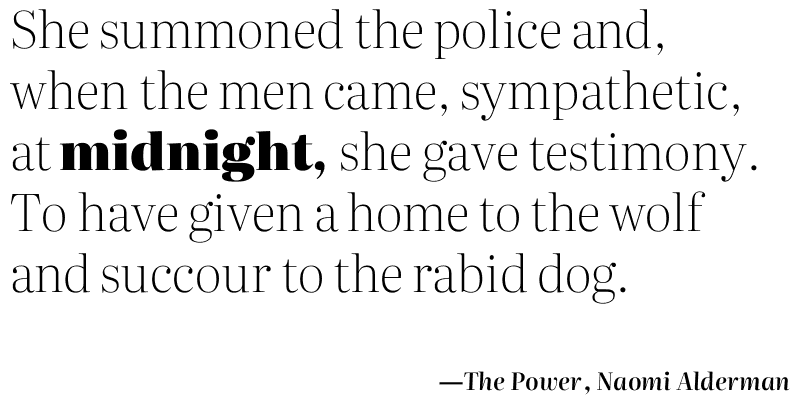 She summoned the police and,
when the men came, sympathetic,
at midnight, she gave testimony.
To have given a home to the wolf
and succour to the rabid dog.
—The Power, Naomi Alderman